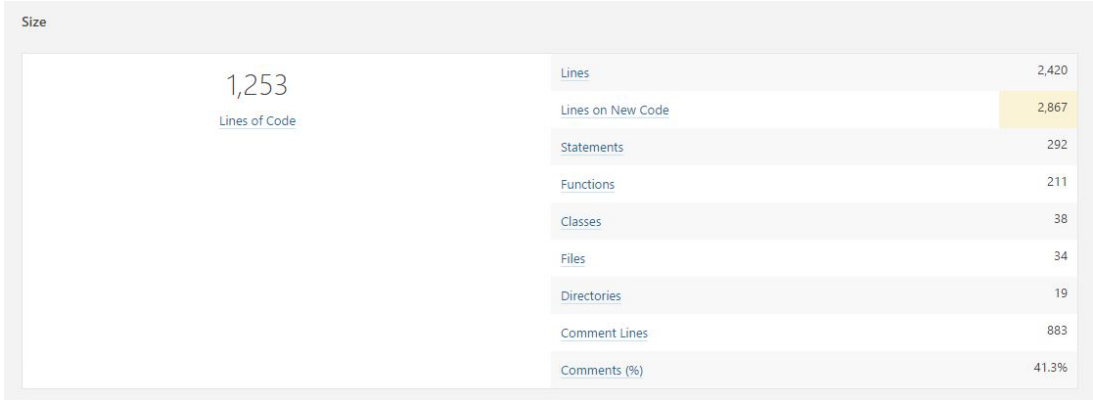 Size
1,253
Lines of Code
Lines 2,420
Lines on New Code 2,867
Statements 292
Functions 211
Classes 38
Files 34
Directories 19
Comment Lines 883
Comments (%) 41.3%